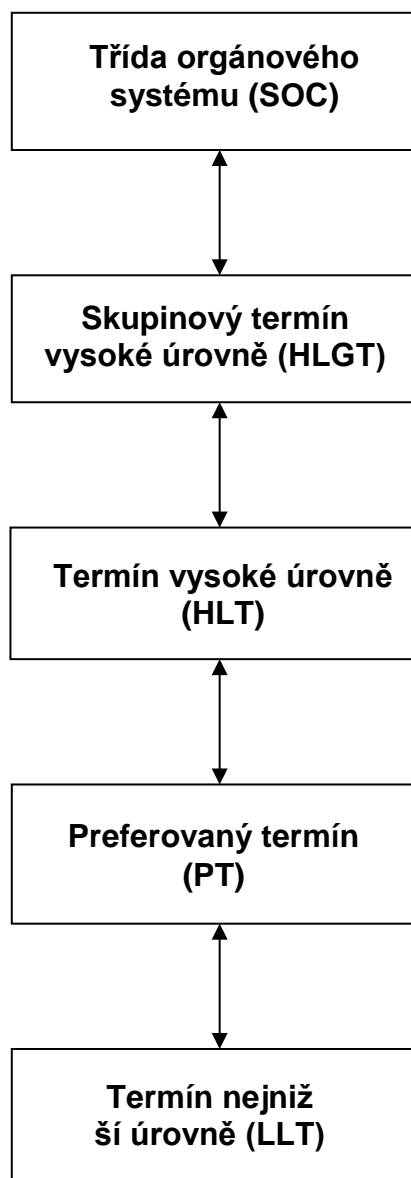 Třída orgánového
systému (SOC)
Skupinový termín
vysoké úrovně (HLGT)
Termín vysoké úrovně
(HLT)
Preferovaný termín
(PT)
Termín nejniž
ší úrovně (LLT)